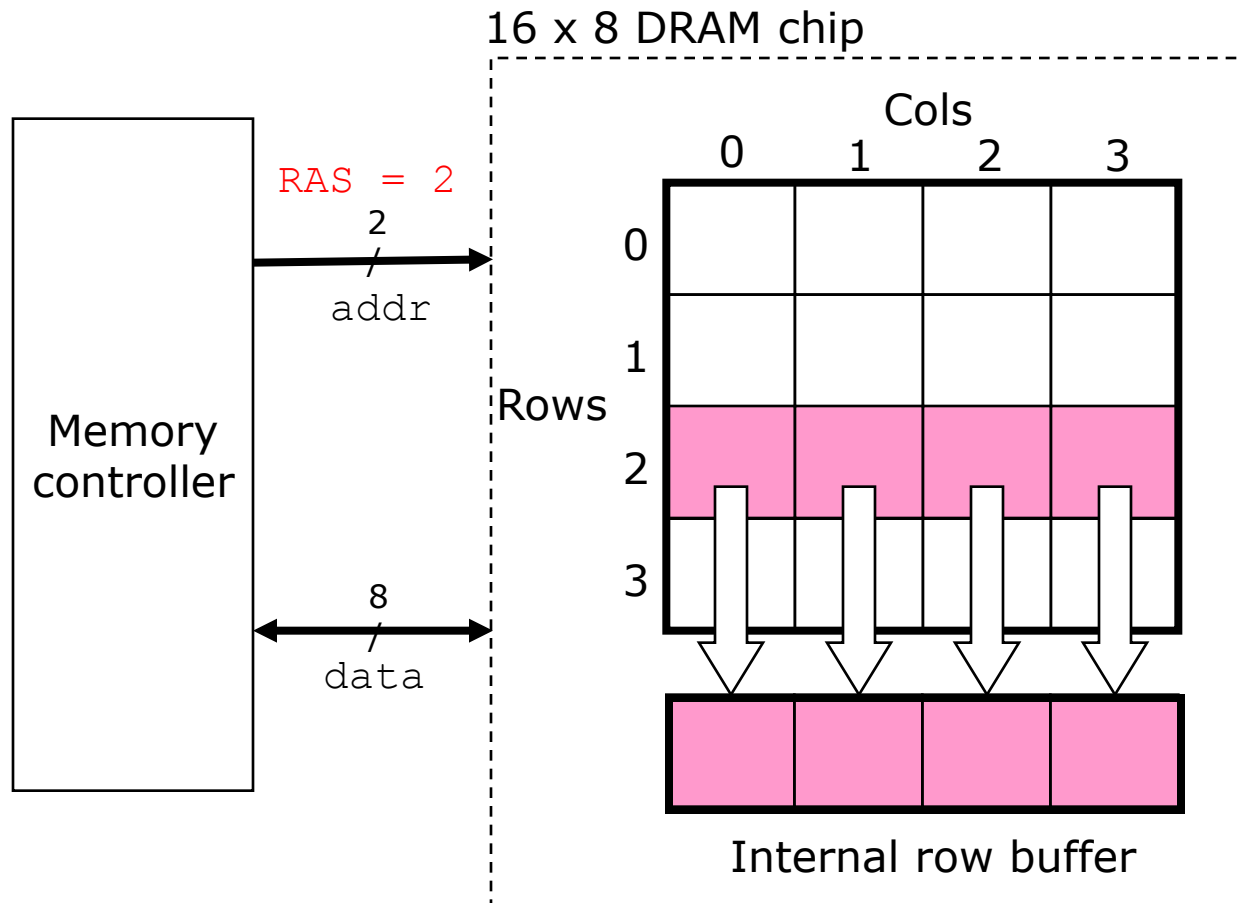 16 x 8 DRAM chip
Cols
0 1 2 3
RAS = 2
2
/
addr
0
1
Rows
2
3
Memory
controller
8
/
data
Internal row buffer